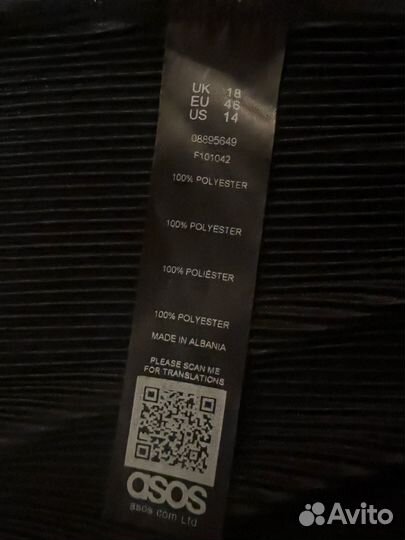 UK 18
EU 46
US 14
08895649
F101042
100% POLYESTER
100% POLYESTER
100% POLIÉSTER
100% POLYESTER
MADE IN ALBANIA
PLEASE SCAN ME
FOR TRANSLATIONS
asos
asos com Ltd
Avito